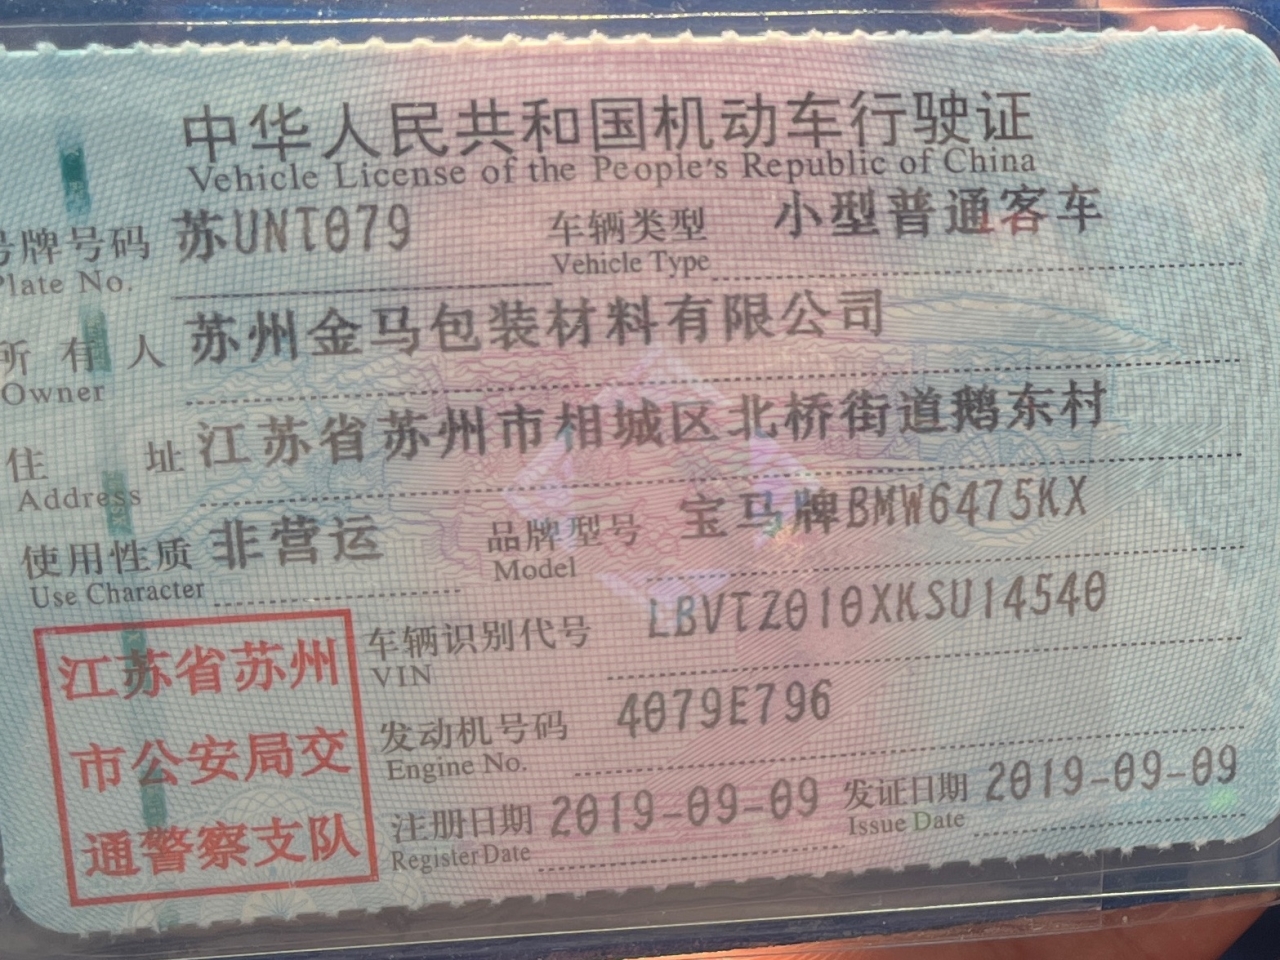 中华人民共和国机动车行驶证
Vehicle License of the People's Republic of China
号牌号码 苏UNT079 车辆类型 小型普通客车
Plate No. Vehicle Type
所有人 苏州金马包装材料有限公司
Owner
住址 江苏省苏州市相城区北桥街道鹅东村
Address
使用性质 非营运 品牌型号 宝马牌BMW6475KX
Use Character Model
江苏省苏州
市公安局交
通警察支队
车辆识别代号 LBVTZ010XKSU14540
VIN
发动机号码 4079E796
Engine No.
注册日期 2019-09-09 发证日期 2019-09-09
Register Date Issue Date